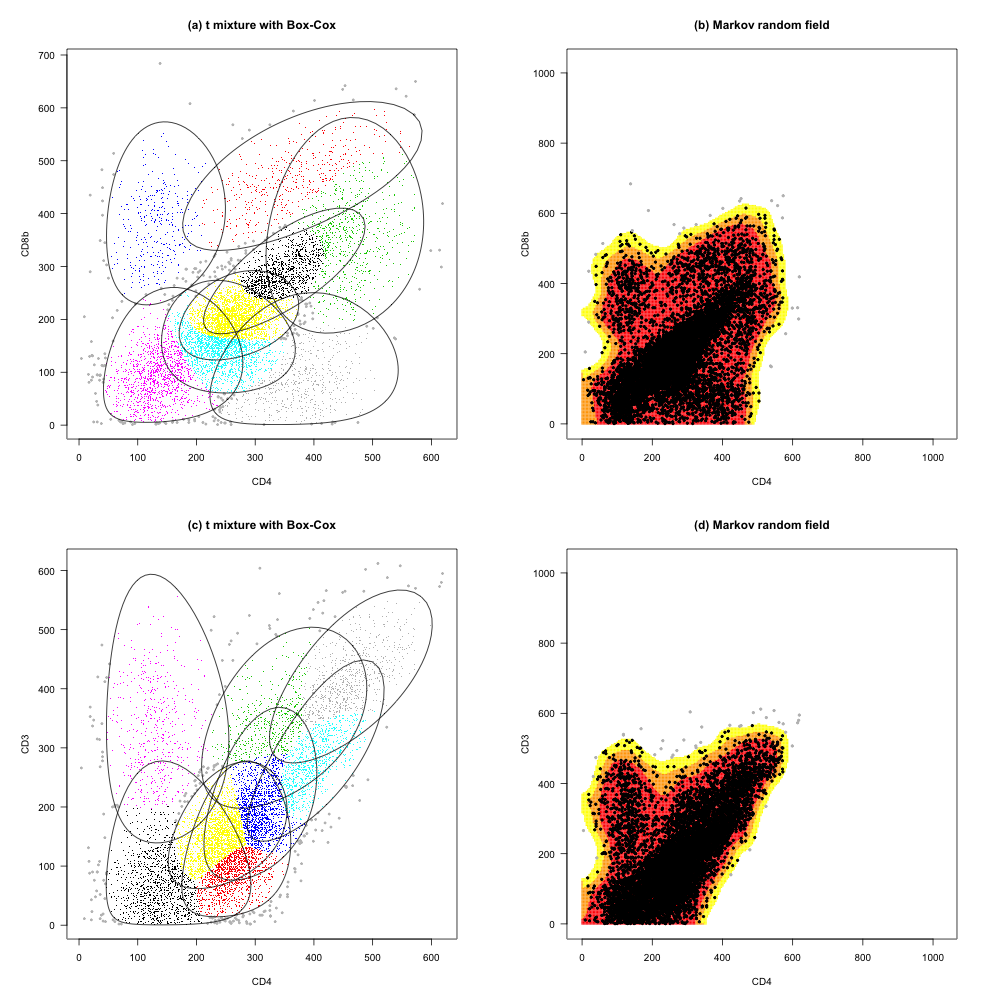 (a) t mixture with Box-Cox
700
600
500
400
300
200
100
0
CD8b
0 100 200 300 400 500 600
CD4
(b) Markov random field
1000
800
600
400
200
0
CD8b
0 200 400 600 800 1000
CD4
(c) t mixture with Box-Cox
600
500
400
300
200
100
0
CD3
0 100 200 300 400 500 600
CD4
(d) Markov random field
1000
800
600
400
200
0
CD3
0 200 400 600 800 1000
CD4